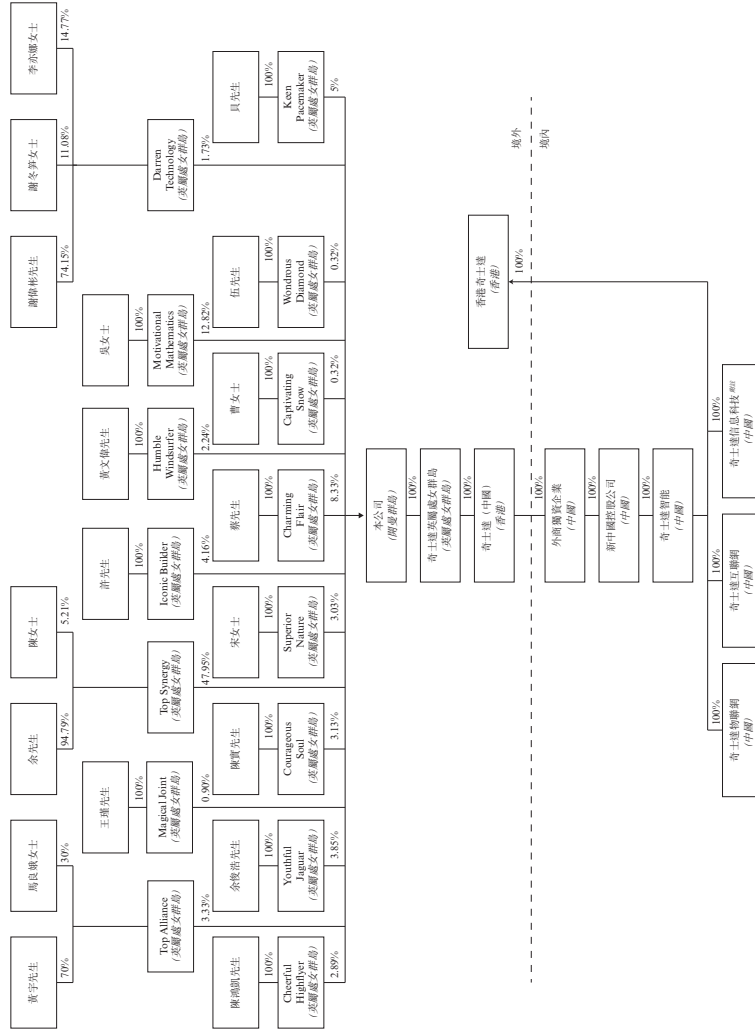 黃宇先生
馬良娥女士
余先生
陳女士
謝偉彬先生
謝冬筍女士
李亦娜女士
70%
30%
94.79%
5.21%
74.15%
11.08%
14.77%
王瑾先生
許先生
黃文偉先生
吳女士
100%
100%
100%
100%
Top Alliance
(英屬處女群島)
Magical Joint
(英屬處女群島)
Top Synergy
(英屬處女群島)
Iconic Builder
(英屬處女群島)
Humble
Windsurfer
(英屬處女群島)
Motivational
Mathematics
(英屬處女群島)
Darren
Technology
(英屬處女群島)
3.33%
0.90%
47.95%
4.16%
2.24%
12.82%
1.73%
陳鴻凱先生
余俊浩先生
陳實先生
宋女士
蔡先生
曹女士
伍先生
貝先生
100%
100%
100%
100%
100%
100%
100%
100%
Cheerful
Highflyer
(英屬處女群島)
Youthful
Jaguar
(英屬處女群島)
Courageous
Soul
(英屬處女群島)
Superior
Nature
(英屬處女群島)
Charming
Flair
(英屬處女群島)
Captivating
Snow
(英屬處女群島)
Wondrous
Diamond
(英屬處女群島)
Keen
Pacemaker
(英屬處女群島)
2.89%
3.85%
3.13%
3.03%
8.33%
0.32%
0.32%
5%
本公司
(開曼群島)
100%
奇士達英屬處女群島
(英屬處女群島)
100%
奇士達（中國）
(香港)
香港奇士達
(香港)
100%
境外
境內
100%
外商獨資企業
(中國)
100%
新中國控股公司
(中國)
100%
奇士達智能
(中國)
100%
100%
100%
奇士達物聯網
(中國)
奇士達互聯網
(中國)
奇士達信息科技附註
(中國)